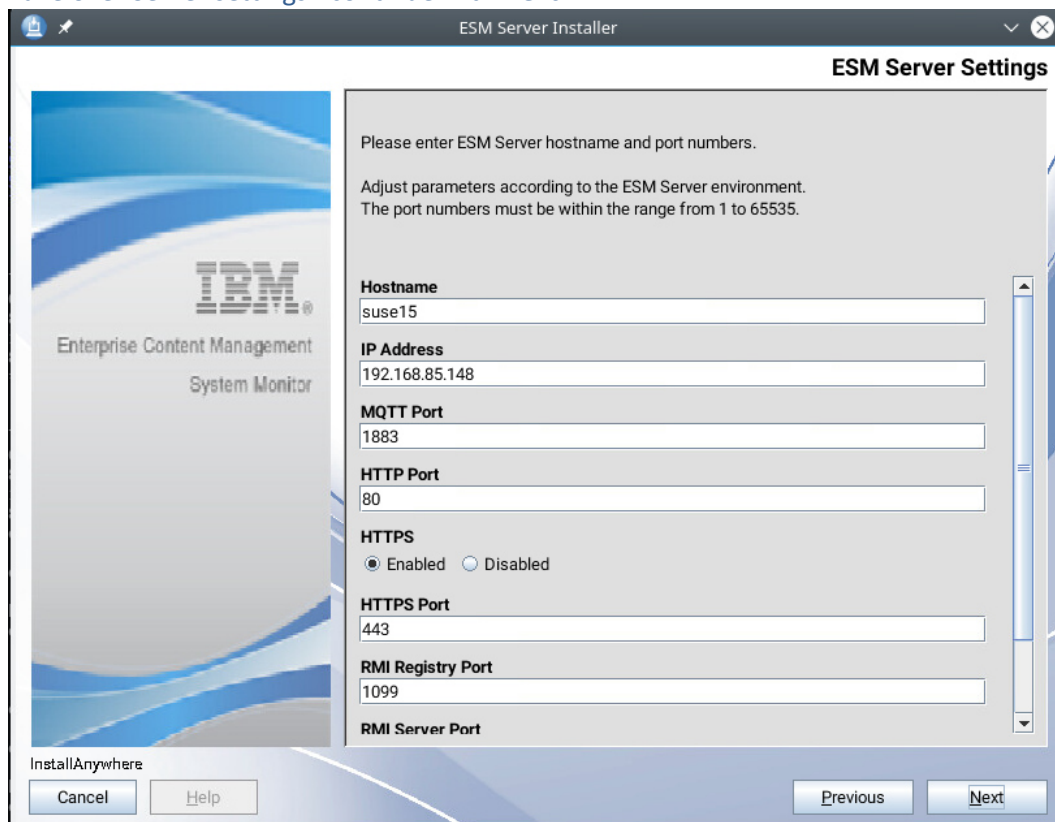 ESM Server Installer
ESM Server Settings
Please enter ESM Server hostname and port numbers.
Adjust parameters according to the ESM Server environment.
The port numbers must be within the range from 1 to 65535.
IBM®
Enterprise Content Management
System Monitor
Hostname
suse15
IP Address
192.168.85.148
MQTT Port
1883
HTTP Port
80
HTTPS
Enabled Disabled
HTTPS Port
443
RMI Registry Port
1099
RMI Server Port
InstallAnywhere
Cancel Help Previous Next